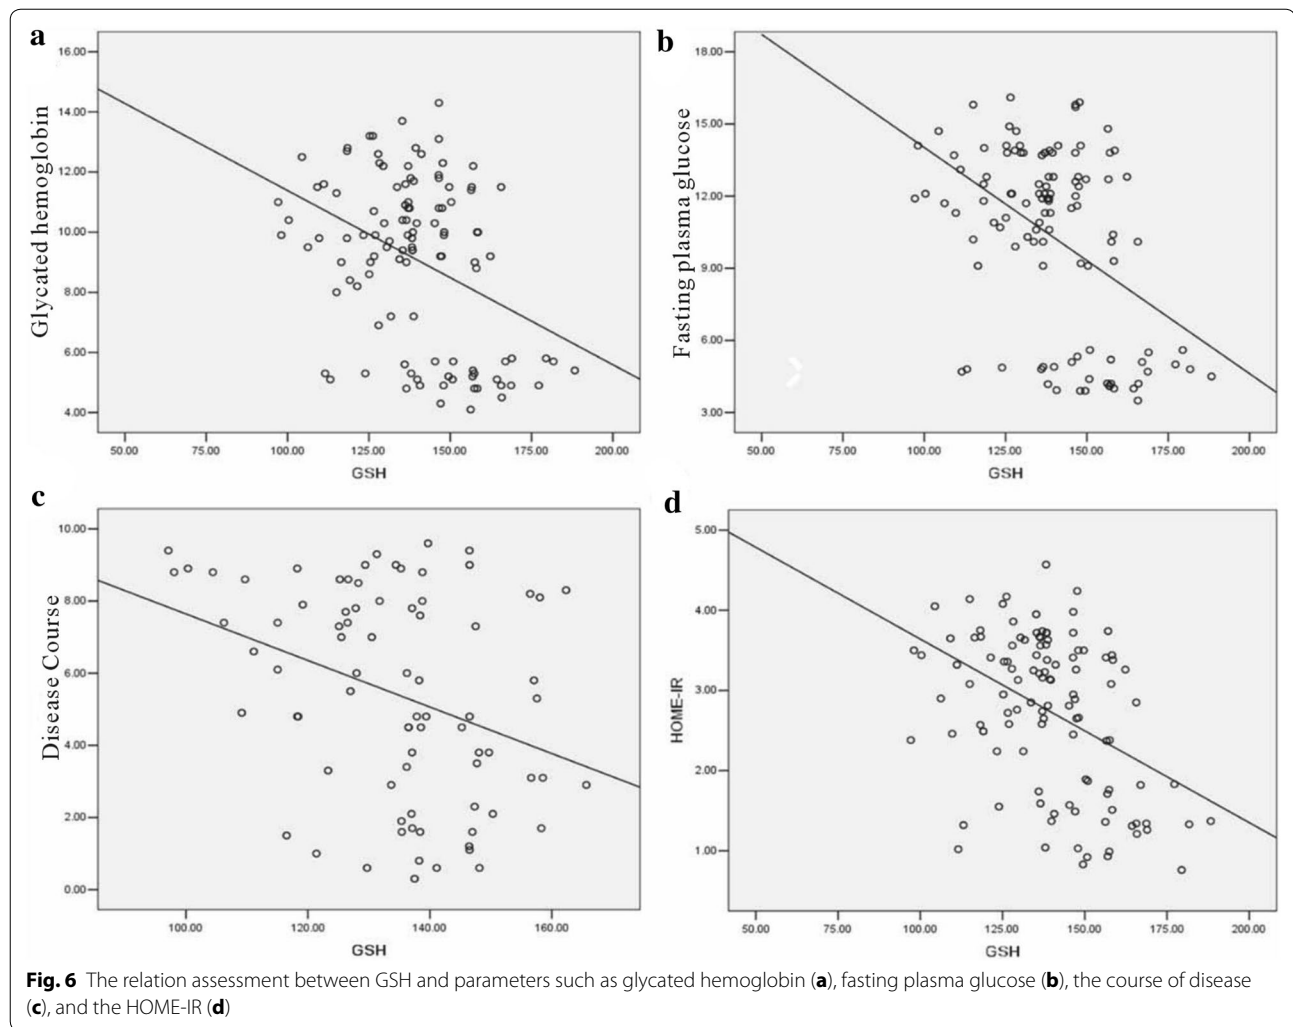 a
16.00
14.00
12.00
10.00
8.00
6.00
4.00
Glycated hemoglobin
50.00 75.00 100.00 125.00 150.00 175.00 200.00
GSH
b
18.00
15.00
12.00
9.00
6.00
3.00
Fasting plasma glucose
50.00 75.00 100.00 125.00 150.00 175.00 200.00
GSH
c
10.00
8.00
6.00
4.00
2.00
0.00
Disease Course
100.00 120.00 140.00 160.00
GSH
d
5.00
4.00
3.00
2.00
1.00
HOME-IR
50.00 75.00 100.00 125.00 150.00 175.00 200.00
GSH
Fig. 6 The relation assessment between GSH and parameters such as glycated hemoglobin (a), fasting plasma glucose (b), the course of disease
(c), and the HOME-IR (d)